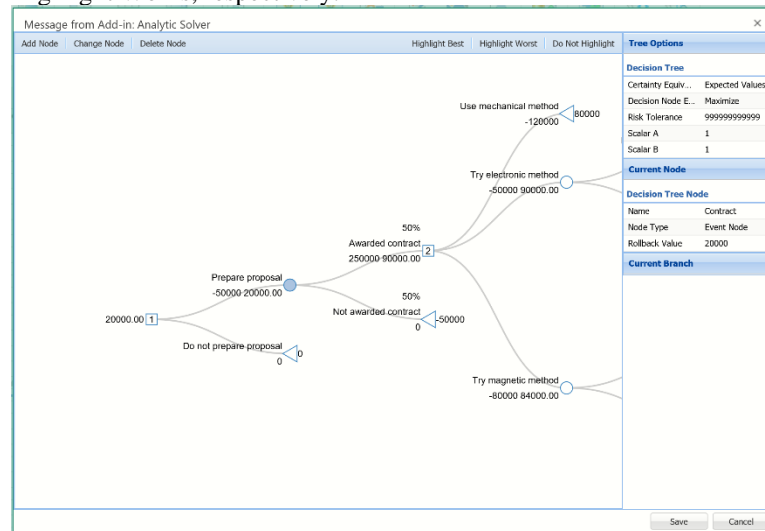 Message from Add-in: Analytic Solver
Add Node Change Node Delete Node Highlight Best Highlight Worst Do Not Highlight
Tree Options
Decision Tree
Certainty Equiv... Expected Values
Decision Node E... Maximize
Risk Tolerance 999999999999
Scalar A 1
Scalar B 1
Current Node
Decision Tree Node
Name Contract
Node Type Event Node
Rollback Value 20000
Current Branch
Use mechanical method
-120000 80000
Try electronic method
-50000 90000.00
50%
Awarded contract
250000 90000.00 2
Prepare proposal
-50000 20000.00
50%
Not awarded contract
0 -50000
20000.00 1
Do not prepare proposal
0 0
Try magnetic method
-80000 84000.00
Save Cancel